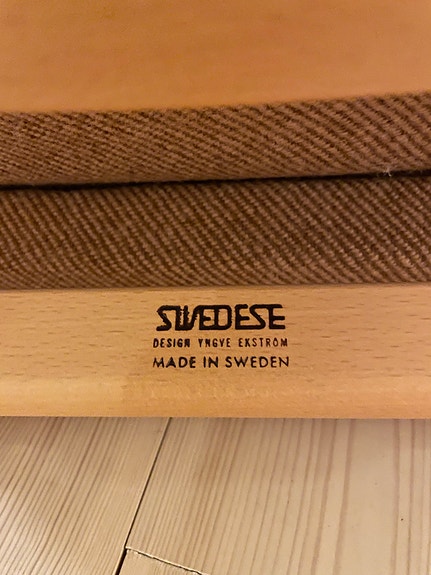 SWEDESE
DESIGN YNGVE EKSTRÖM
MADE IN SWEDEN